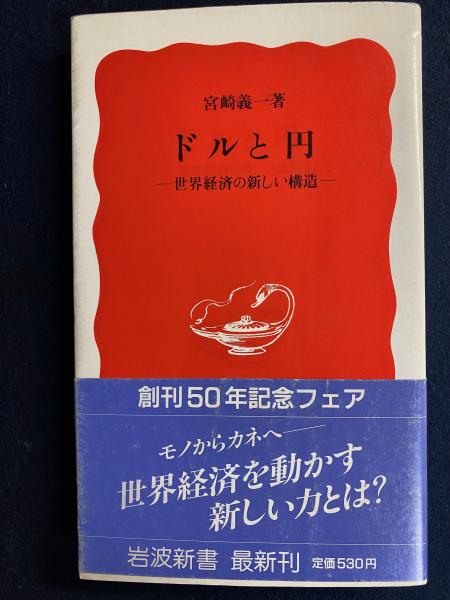 宮崎義一著
ドルと円
―世界経済の新しい構造―
創刊50年記念フェア
モノからカネへ―
世界経済を動かす
新しい力とは?
岩波新書 最新刊 定価530円